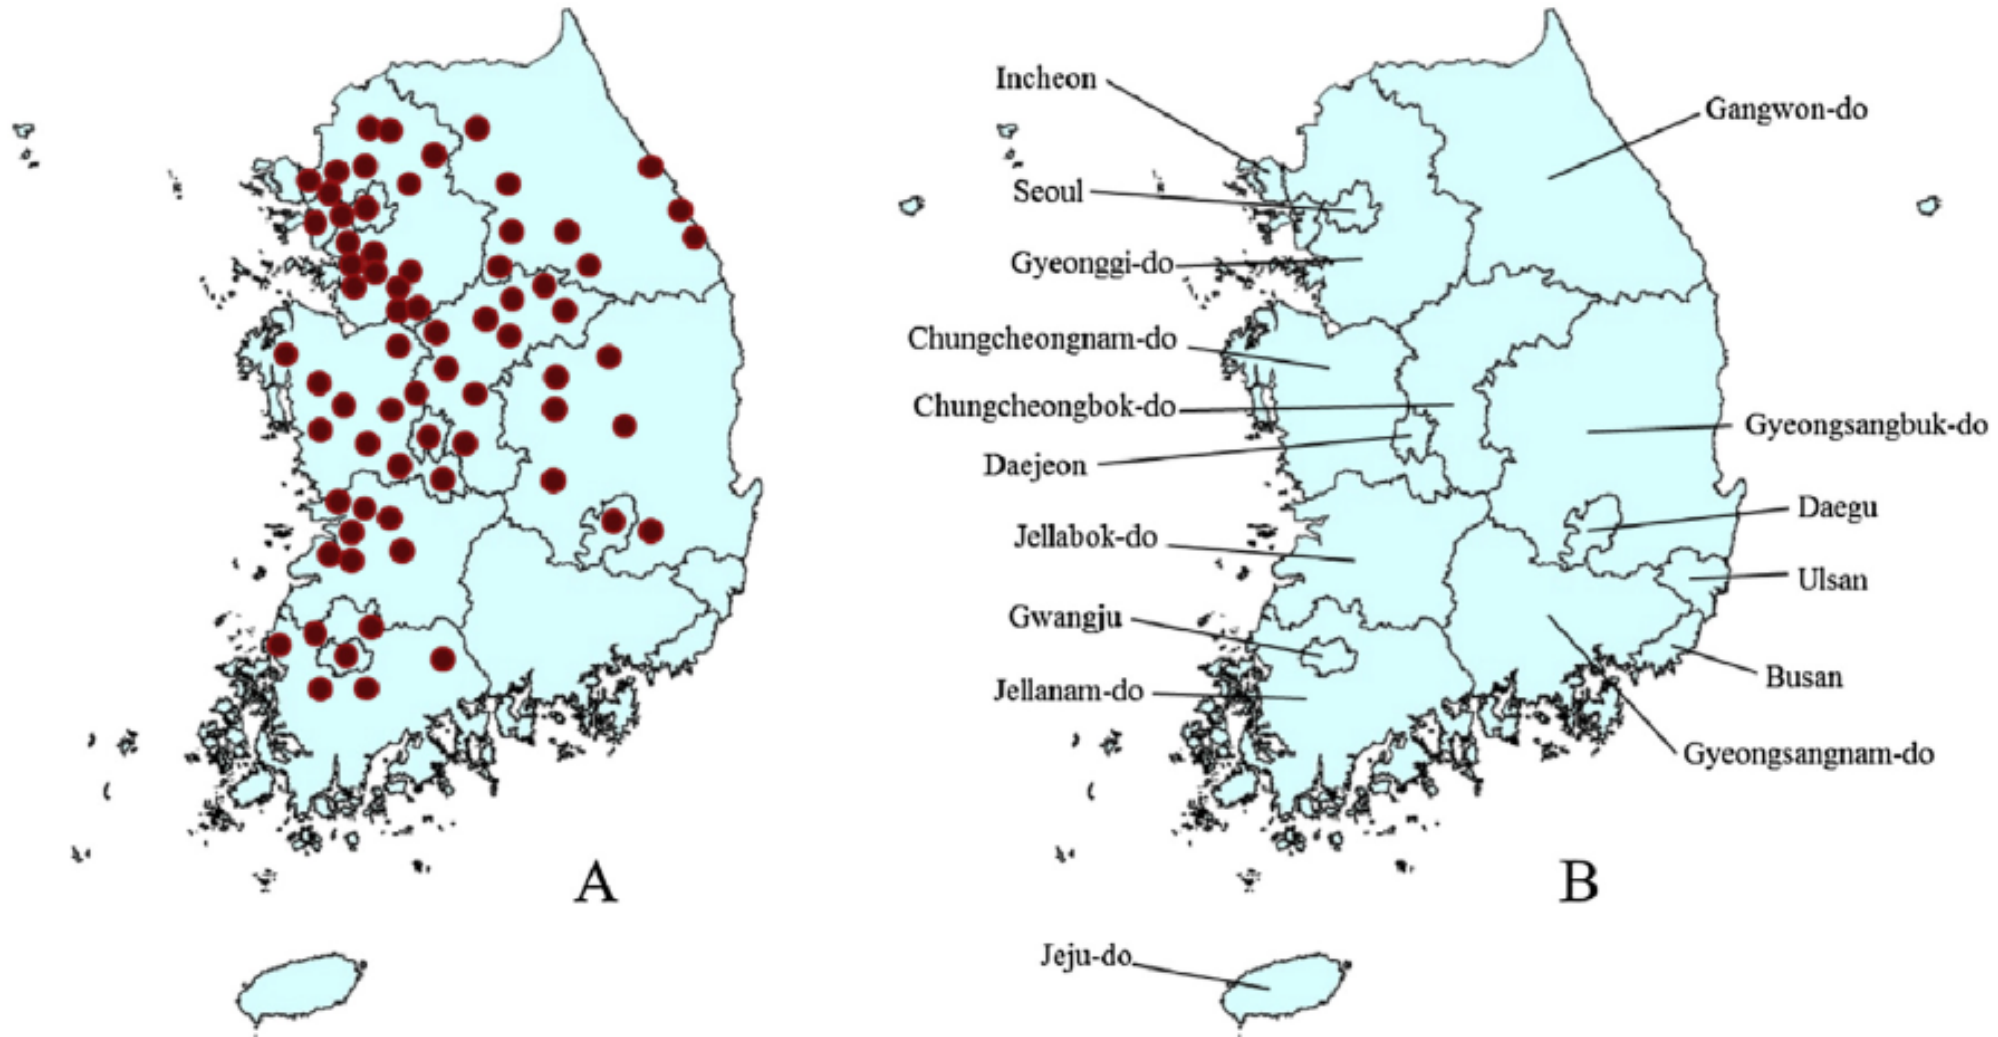 Incheon
Gangwon-do
Seoul
Gyeonggi-do
Chungcheongnam-do
Chungcheongbok-do
Gyeongsangbuk-do
Daejeon
Daegu
Jellabok-do
Ulsan
Gwangju
Busan
Jellanam-do
Gyeongsangnam-do
A
B
Jeju-do